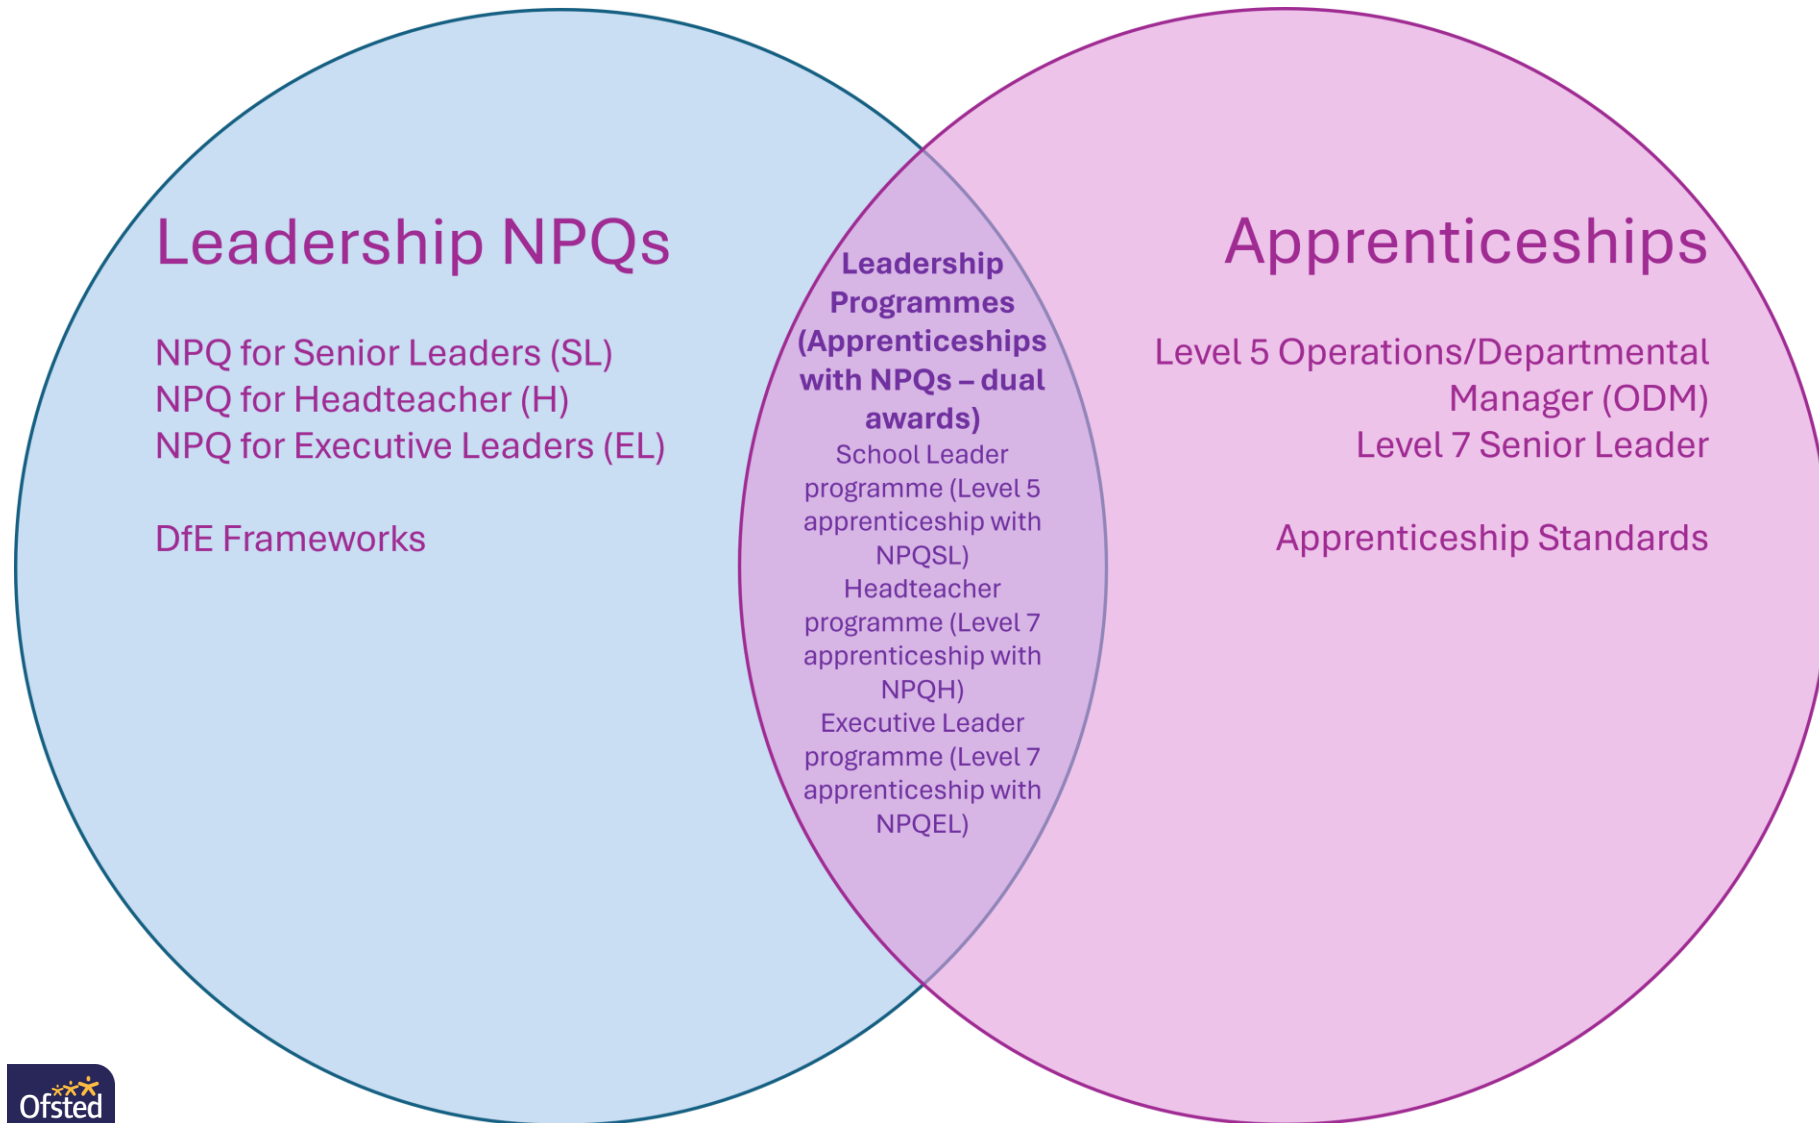 Leadership NPQs
NPQ for Senior Leaders (SL)
NPQ for Headteacher (H)
NPQ for Executive Leaders (EL)
DfE Frameworks
Leadership
Programmes
(Apprenticeships
with NPQs – dual
awards)
School Leader
programme (Level 5
apprenticeship with
NPQSL)
Headteacher
programme (Level 7
apprenticeship with
NPQH)
Executive Leader
programme (Level 7
apprenticeship with
NPQEL)
Apprenticeships
Level 5 Operations/Departmental
Manager (ODM)
Level 7 Senior Leader
Apprenticeship Standards
Ofsted